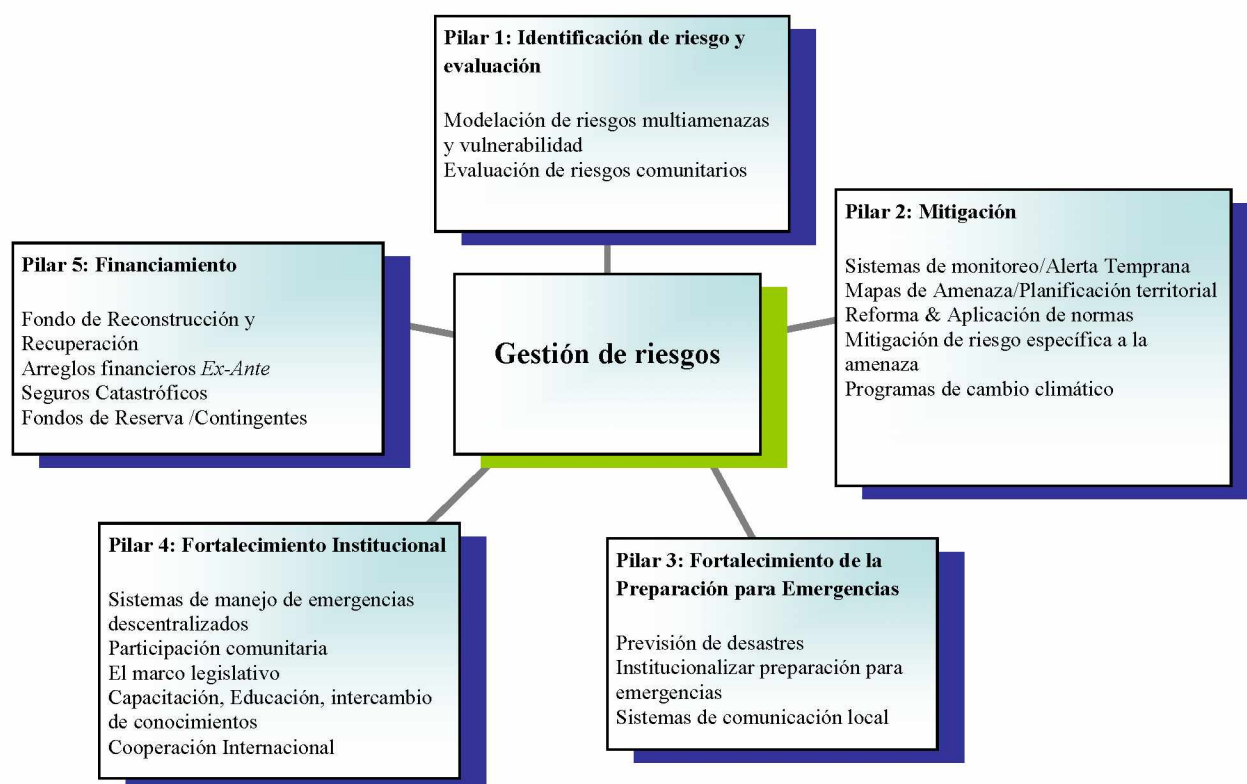 Pilar 1: Identificación de riesgo y
evaluación
Modelación de riesgos multiamenazas
y vulnerabilidad
Evaluación de riesgos comunitarios
Pilar 2: Mitigación
Sistemas de monitoreo/Alerta Temprana
Mapas de Amenaza/Planificación territorial
Reforma & Aplicación de normas
Mitigación de riesgo específica a la
amenaza
Programas de cambio climático
Pilar 5: Financiamiento
Fondo de Reconstrucción y
Recuperación
Arreglos financieros Ex-Ante
Seguros Catastróficos
Fondos de Reserva /Contingentes
Gestión de riesgos
Pilar 4: Fortalecimiento Institucional
Sistemas de manejo de emergencias
descentralizados
Participación comunitaria
El marco legislativo
Capacitación, Educación, intercambio
de conocimientos
Cooperación Internacional
Pilar 3: Fortalecimiento de la
Preparación para Emergencias
Previsión de desastres
Institucionalizar preparación para
emergencias
Sistemas de comunicación local